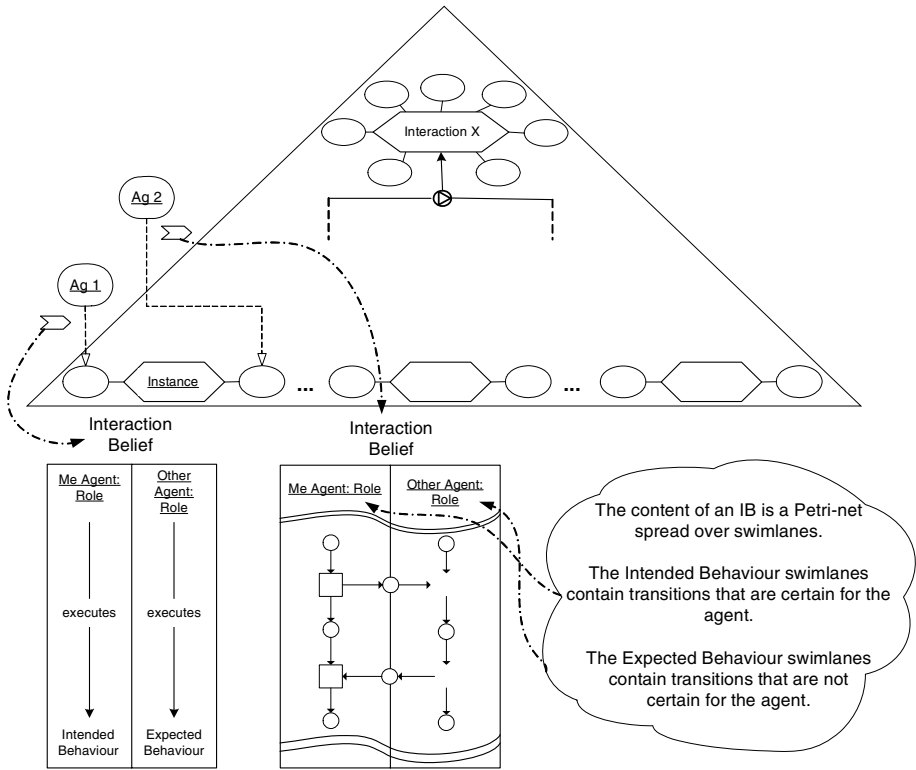 Interaction X
Ag 2
Ag 1
Instance
...
...
Interaction
Belief
Interaction
Belief
Me Agent:
Role
Other
Agent:
Role
executes
executes
Intended
Behaviour
Expected
Behaviour
Me Agent: Role
Other Agent:
Role
The content of an IB is a Petri-net
spread over swimlanes.
The Intended Behaviour swimlanes
contain transitions that are certain for the
agent.
The Expected Behaviour swimlanes
contain transitions that are not
certain for the agent.